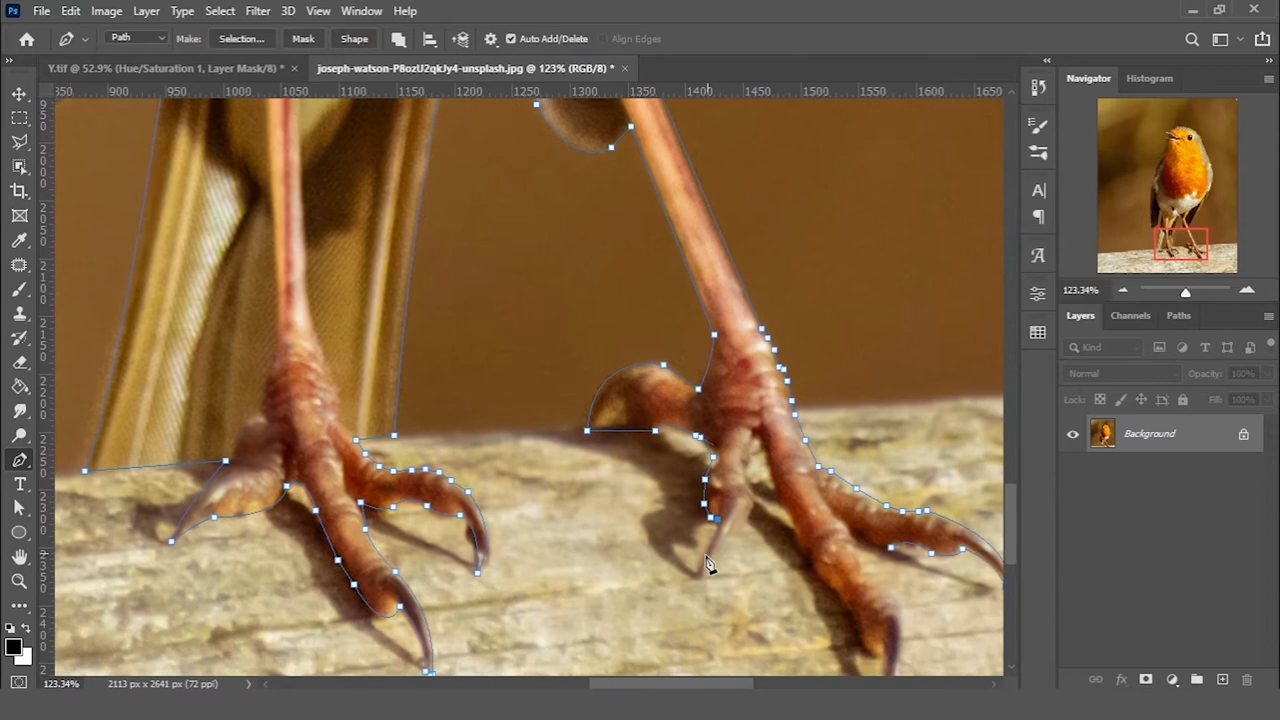 Ps File Edit Image Layer Type Select Filter 3D View Window Help
Path Make: Selection... Mask Shape Auto Add/Delete Align Edges
Y.tif @ 52.9% (Hue/Saturation 1, Layer Mask/8) * × joseph-watson-P8ozU2qkJy4-unsplash.jpg @ 123% (RGB/8) * ×
Navigator Histogram
350 900 950 1000 1050 1100 1150 1200 1250 1300 1350 1400 1450 1500 1550 1600 1650
123.34%
Layers Channels Paths
Kind
Normal Opacity: 100%
Lock: Fill: 100%
Background
123.34% 2113 px x 2641 px (72 ppi)